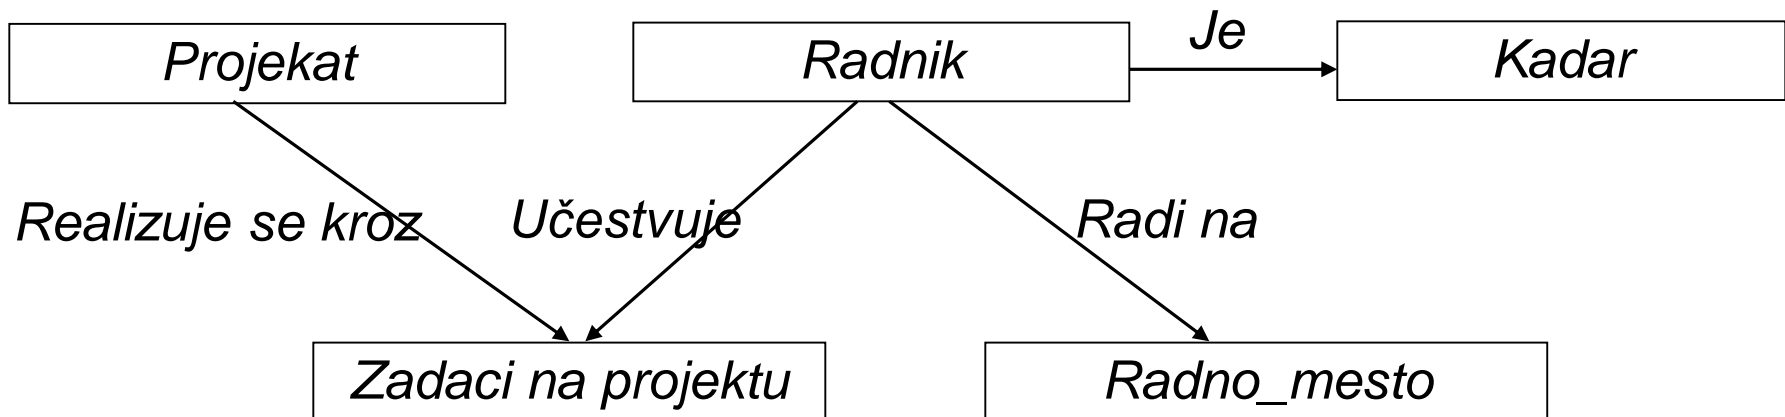 Projekat
Radnik
Je
Kadar
Realizuje se kroz
Učestvuje
Radi na
Zadaci na projektu
Radno_mesto